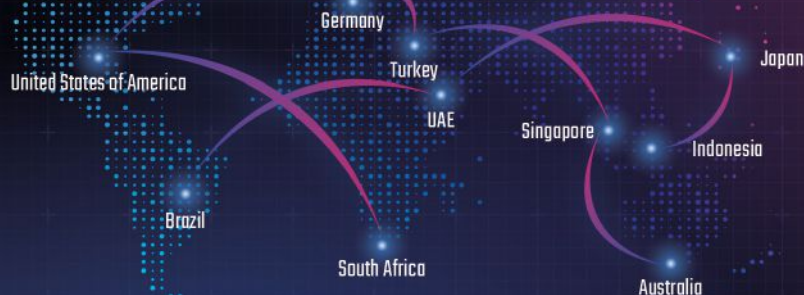 Germany
United States of America
Turkey
Japan
UAE
Singapore
Indonesia
Brazil
South Africa
Australia